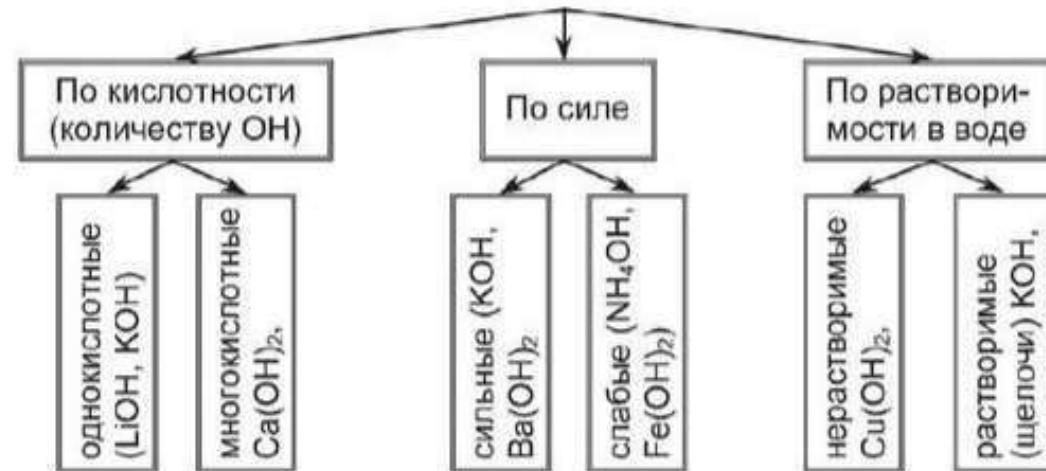 По кислотности
(количеству ОН)
По силе
По раствори-
мости в воде
однокислотные
(LiOH, KOH)
многокислотные
Ca(OH)₂,
сильные (KOH,
Ba(OH)₂
слабые (NH₄OH,
Fe(OH)₂)
нерастворимые
Cu(OH)₂,
растворимые
(щелочи) KOH,